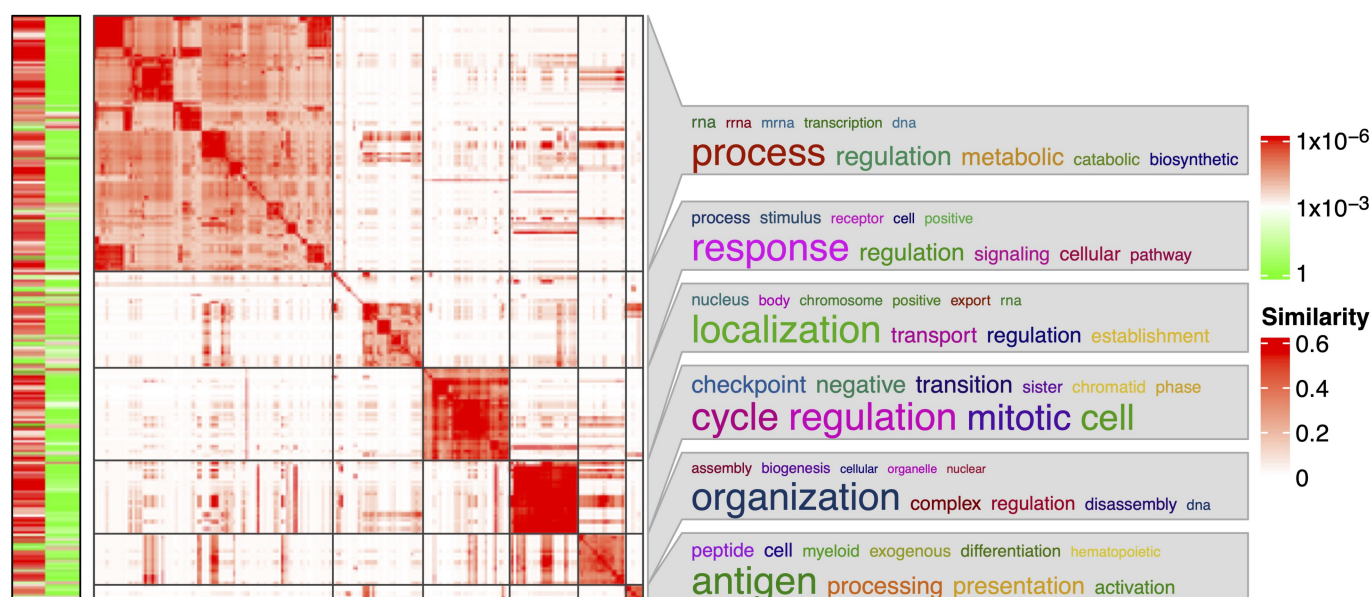 rna rrna mrna transcription dna
process regulation metabolic catabolic biosynthetic
process stimulus receptor cell positive
response regulation signaling cellular pathway
nucleus body chromosome positive export rna
localization transport regulation establishment
checkpoint negative transition sister chromatid phase
cycle regulation mitotic cell
assembly biogenesis cellular organelle nuclear
organization complex regulation disassembly dna
peptide cell myeloid exogenous differentiation hematopoietic
antigen processing presentation activation
1x10⁻⁶
1x10⁻³
1
Similarity
0.6
0.4
0.2
0